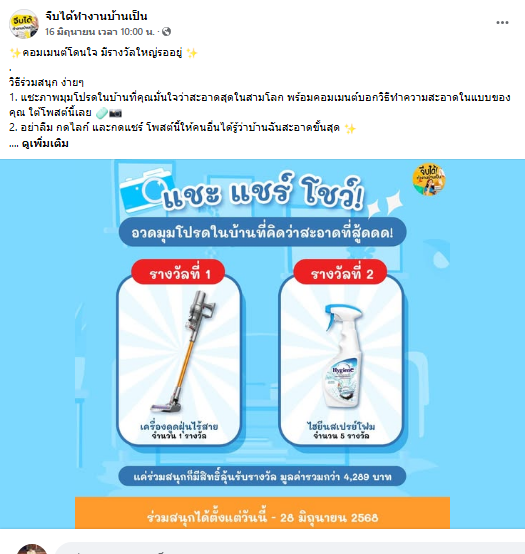 จีบได้ทำงานบ้านเป็น
16 มิถุนายน เวลา 10:00 น. ·
✨คอมเมนต์โดนใจ มีรางวัลใหญ่รออยู่ ✨
.
วิธีร่วมสนุก ง่ายๆ
1. แชะภาพมุมโปรดในบ้านที่คุณมั่นใจว่าสะอาดสุดในสามโลก พร้อมคอมเมนต์บอกวิธีทำความสะอาดในแบบของ
คุณ ใต้โพสต์นี้เลย 🧼📸
2. อย่าลืม กดไลก์ และกดแชร์ โพสต์นี้ให้คนอื่นได้รู้ว่าบ้านฉันสะอาดขั้นสุด ✨
.... ดูเพิ่มเติม
จีบได้!
แชะ แชร์ โชว์!
อวดมุมโปรดในบ้านที่คิดว่าสะอาดที่สู้ดดด!
รางวัลที่ 1
รางวัลที่ 2
Hygiene
เครื่องดูดฝุ่นไร้สาย
จำนวน 1 รางวัล
ไฮยีนสเปรย์โฟม
จำนวน 5 รางวัล
แค่ร่วมสนุกก็มีสิทธิ์ลุ้นรับรางวัล มูลค่ารวมกว่า 4,289 บาท
ร่วมสนุกได้ตั้งแต่วันนี้ - 28 มิถุนายน 2568